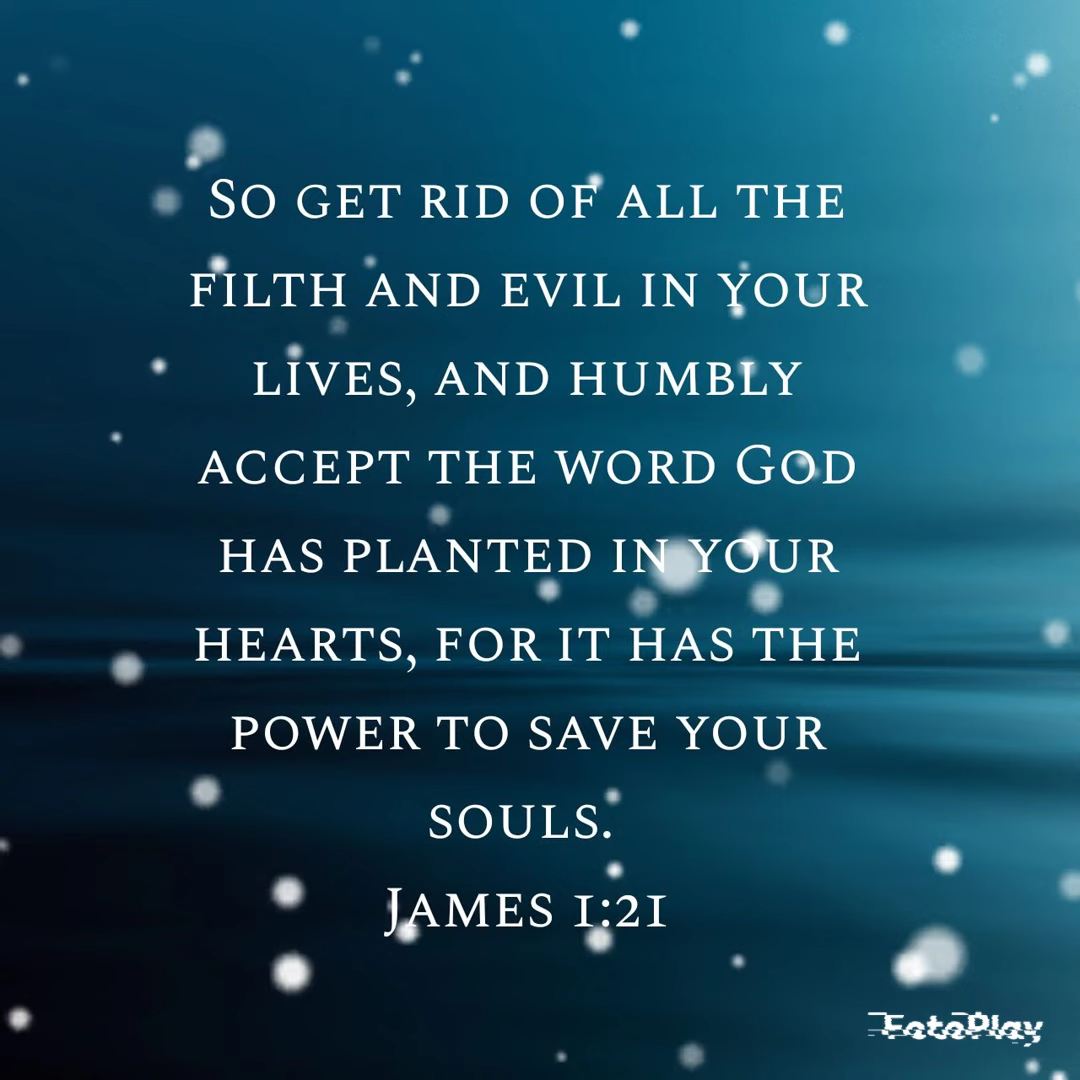 So get rid of all the
filth and evil in your
lives, and humbly
accept the word God
has planted in your
hearts, for it has the
power to save your
souls.
James 1:21
FotoPlay